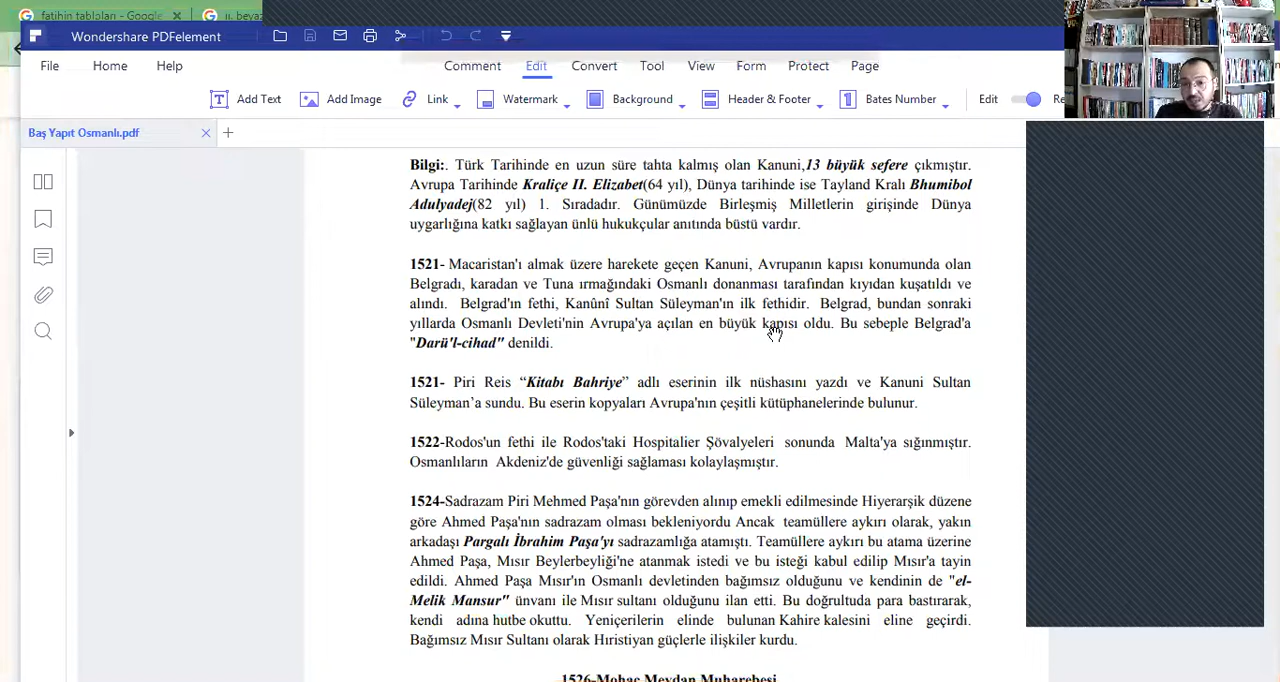 fatihin tabloları - Google
Wondershare PDFelement
File Home Help Comment Edit Convert Tool View Form Protect Page
Add Text Add Image Link Watermark Background Header & Footer Bates Number Edit
Baş Yapıt Osmanlı.pdf
Bilgi:. Türk Tarihinde en uzun süre tahta kalmış olan Kanuni,13 büyük sefere çıkmıştır.
Avrupa Tarihinde Kraliçe II. Elizabet(64 yıl), Dünya tarihinde ise Tayland Kralı Bhumibol
Adulyadej(82 yıl) 1. Sıradadır. Günümüzde Birleşmiş Milletlerin girişinde Dünya
uygarlığına katkı sağlayan ünlü hukukçular anıtında büstü vardır.
1521- Macaristan'ı almak üzere harekete geçen Kanuni, Avrupanın kapısı konumunda olan
Belgradı, karadan ve Tuna ırmağındaki Osmanlı donanması tarafından kıyıdan kuşatıldı ve
alındı. Belgrad'ın fethi, Kanûnî Sultan Süleyman'ın ilk fethidir. Belgrad, bundan sonraki
yıllarda Osmanlı Devleti'nin Avrupa'ya açılan en büyük kapısı oldu. Bu sebeple Belgrad'a
"Darü'l-cihad" denildi.
1521- Piri Reis “Kitabı Bahriye” adlı eserinin ilk nüshasını yazdı ve Kanuni Sultan
Süleyman’a sundu. Bu eserin kopyaları Avrupa'nın çeşitli kütüphanelerinde bulunur.
1522-Rodos'un fethi ile Rodos'taki Hospitalier Şövalyeleri sonunda Malta'ya sığınmıştır.
Osmanlıların Akdeniz'de güvenliği sağlaması kolaylaşmıştır.
1524-Sadrazam Piri Mehmed Paşa'nın görevden alınıp emekli edilmesinde Hiyerarşik düzene
göre Ahmed Paşa'nın sadrazam olması bekleniyordu Ancak teamüllere aykırı olarak, yakın
arkadaşı Pargalı İbrahim Paşa'yı sadrazamlığa atamıştı. Teamüllere aykırı bu atama üzerine
Ahmed Paşa, Mısır Beylerbeyliği'ne atanmak istedi ve bu isteği kabul edilip Mısır'a tayin
edildi. Ahmed Paşa Mısır'ın Osmanlı devletinden bağımsız olduğunu ve kendinin de "el-
Melik Mansur" ünvanı ile Mısır sultanı olduğunu ilan etti. Bu doğrultuda para bastırarak,
kendi adına hutbe okuttu. Yeniçerilerin elinde bulunan Kahire kalesini eline geçirdi.
Bağımsız Mısır Sultanı olarak Hıristiyan güçlerle ilişkiler kurdu.
1526-Mohaç Meydan Muharebesi